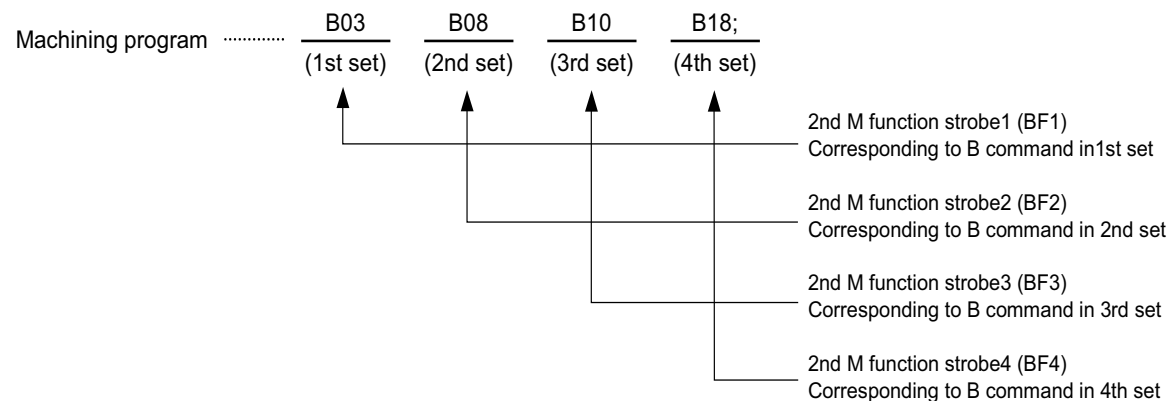 Machining program ············ B03 B08 B10 B18;
(1st set) (2nd set) (3rd set) (4th set)
2nd M function strobe1 (BF1)
Corresponding to B command in1st set
2nd M function strobe2 (BF2)
Corresponding to B command in 2nd set
2nd M function strobe3 (BF3)
Corresponding to B command in 3rd set
2nd M function strobe4 (BF4)
Corresponding to B command in 4th set